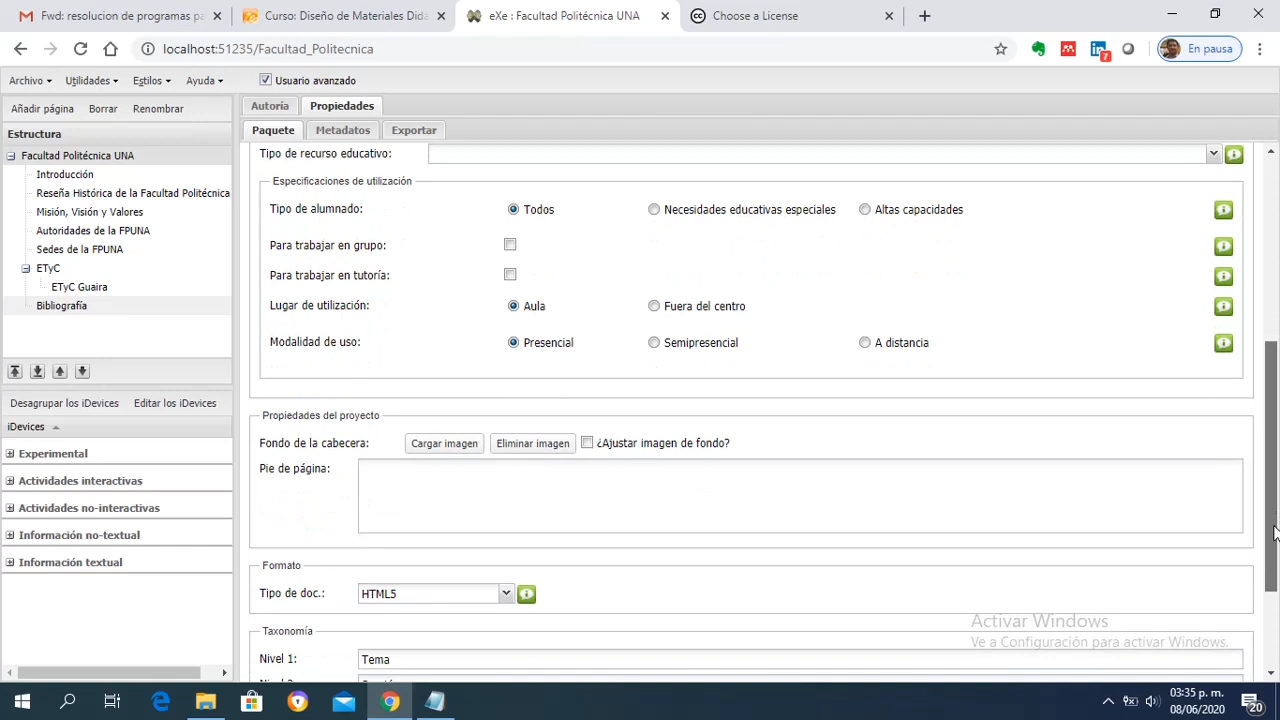 Fwd: resolucion de programas pa
Curso: Diseño de Materiales Didá
eXe : Facultad Politécnica UNA
Choose a License
localhost:51235/Facultad_Politecnica
7
En pausa
Archivo
Utilidades
Estilos
Ayuda
Usuario avanzado
Añadir página
Borrar
Renombrar
Autoría
Propiedades
Estructura
Paquete
Metadatos
Exportar
Facultad Politécnica UNA
Introducción
Reseña Histórica de la Facultad Politécnica
Misión, Visión y Valores
Autoridades de la FPUNA
Sedes de la FPUNA
ETyC
ETyC Guaira
Bibliografía
Desagrupar los iDevices
Editar los iDevices
iDevices
Experimental
Actividades interactivas
Actividades no-interactivas
Información no-textual
Información textual
Tipo de recurso educativo:
Especificaciones de utilización
Tipo de alumnado:
Todos
Necesidades educativas especiales
Altas capacidades
Para trabajar en grupo:
Para trabajar en tutoría:
Lugar de utilización:
Aula
Fuera del centro
Modalidad de uso:
Presencial
Semipresencial
A distancia
Propiedades del proyecto
Fondo de la cabecera:
Cargar imagen
Eliminar imagen
¿Ajustar imagen de fondo?
Pie de página:
Formato
Tipo de doc.:
HTML5
Taxonomía
Nivel 1:
Tema
Activar Windows
Ve a Configuración para activar Windows.
03:35 p. m.
08/06/2020
20